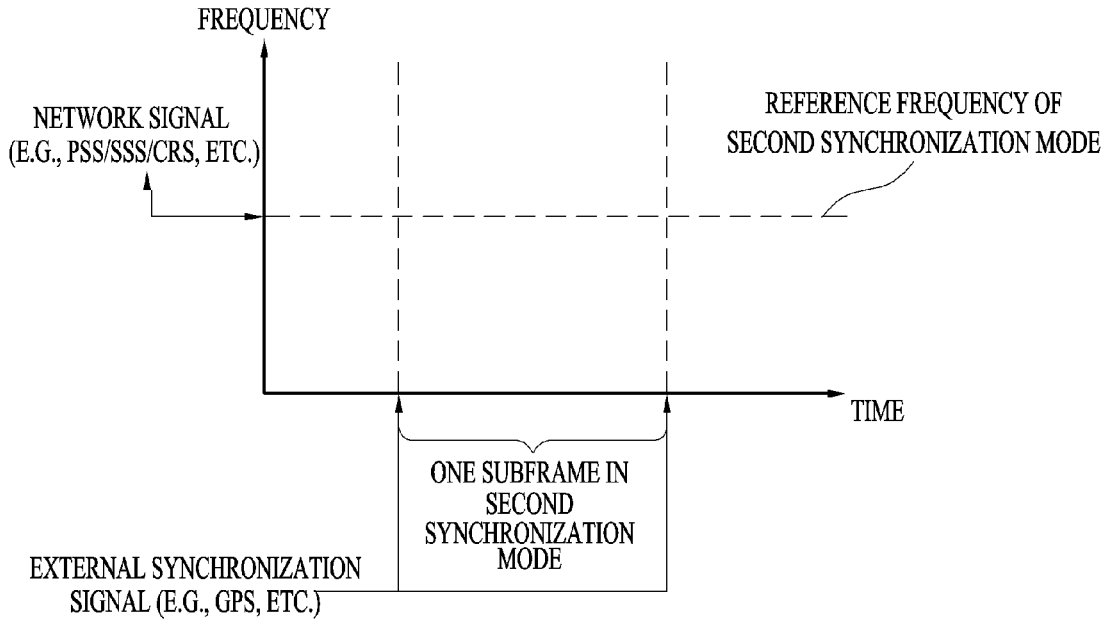 FREQUENCY
NETWORK SIGNAL
(E.G., PSS/SSS/CRS, ETC.)
REFERENCE FREQUENCY OF
SECOND SYNCHRONIZATION MODE
TIME
ONE SUBFRAME IN
SECOND
SYNCHRONIZATION
MODE
EXTERNAL SYNCHRONIZATION
SIGNAL (E.G., GPS, ETC.)